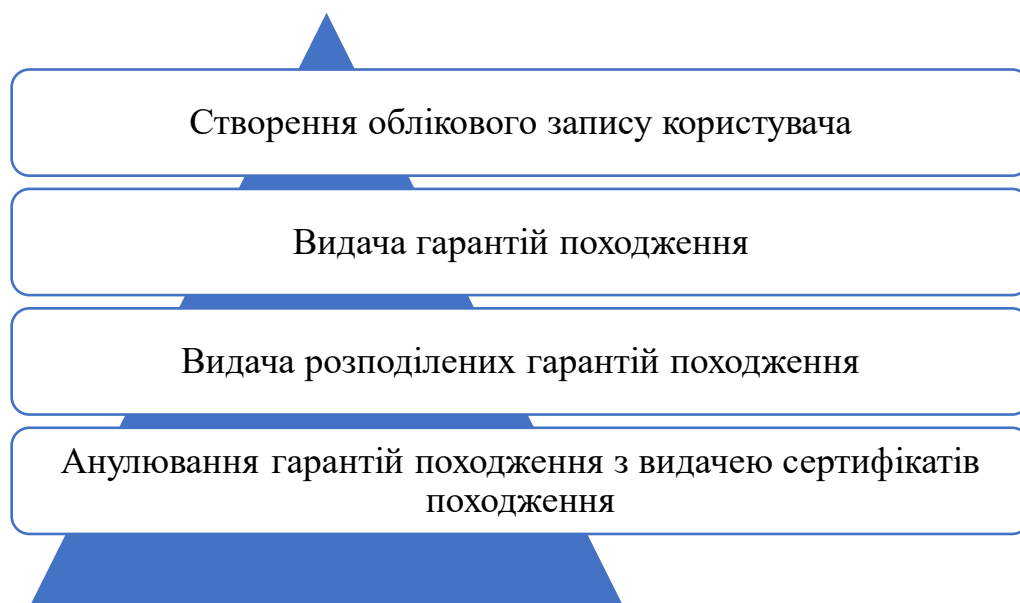 Створення облікового запису користувача
Видача гарантій походження
Видача розподілених гарантій походження
Анулювання гарантій походження з видачею сертифікатів
походження